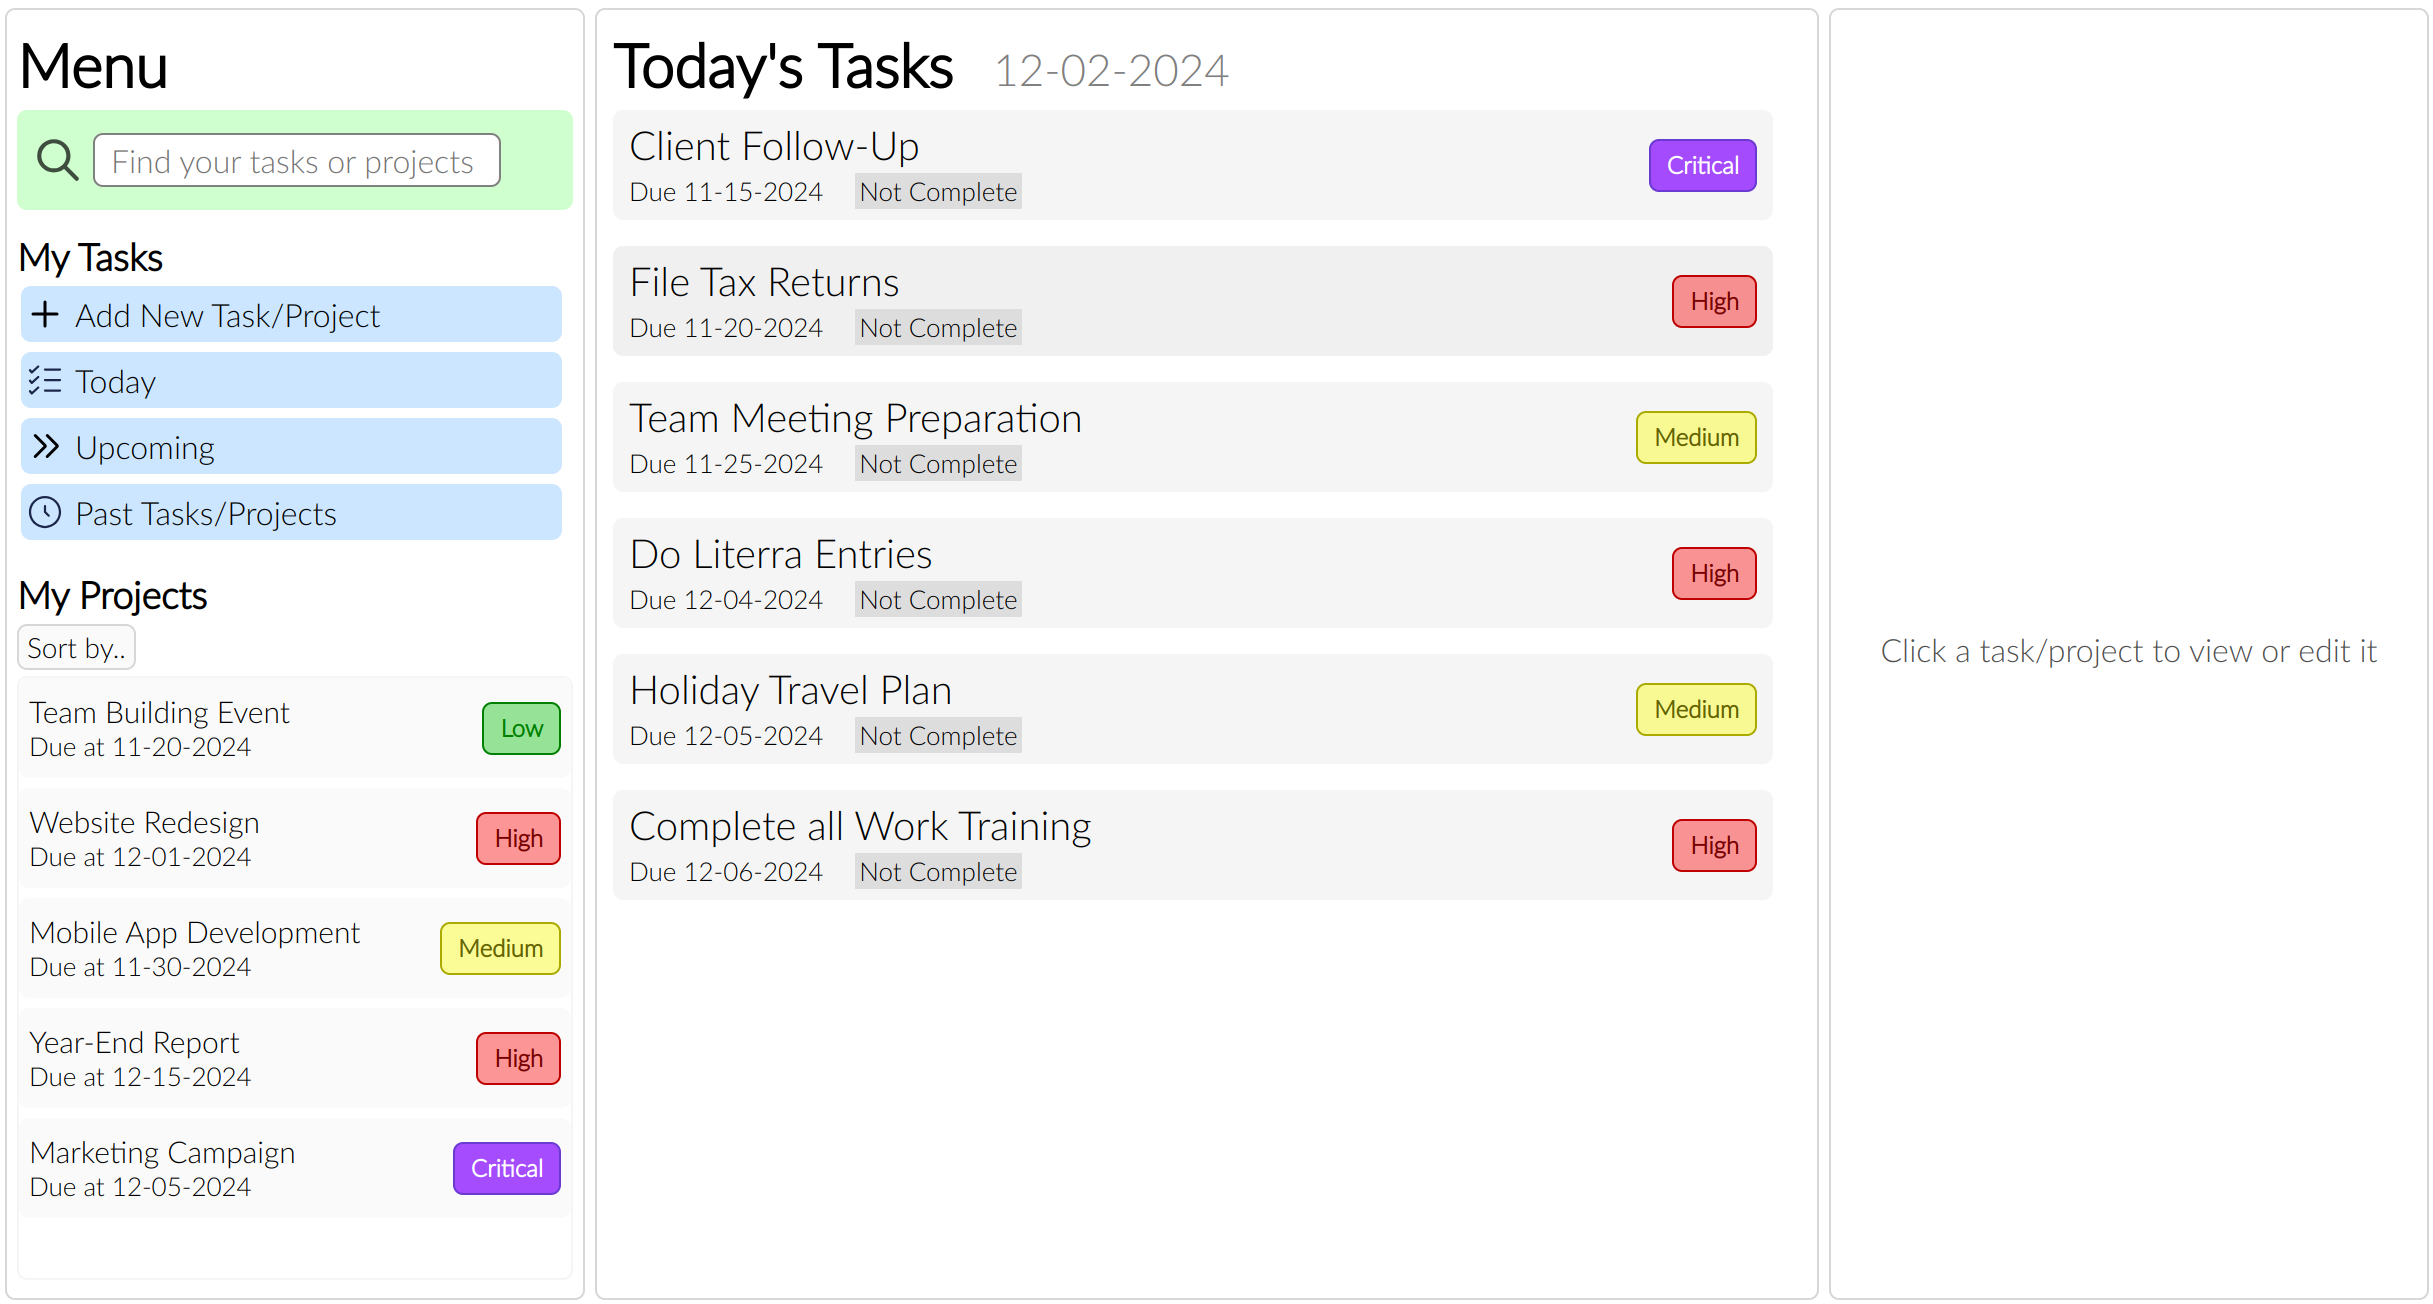 Menu
Find your tasks or projects
My Tasks
Add New Task/Project
Today
Upcoming
Past Tasks/Projects
My Projects
Sort by..
Team Building Event
Due at 11-20-2024
Low
Website Redesign
Due at 12-01-2024
High
Mobile App Development
Due at 11-30-2024
Medium
Year-End Report
Due at 12-15-2024
High
Marketing Campaign
Due at 12-05-2024
Critical
Today's Tasks 12-02-2024
Client Follow-Up
Due 11-15-2024 Not Complete
Critical
File Tax Returns
Due 11-20-2024 Not Complete
High
Team Meeting Preparation
Due 11-25-2024 Not Complete
Medium
Do Literra Entries
Due 12-04-2024 Not Complete
High
Holiday Travel Plan
Due 12-05-2024 Not Complete
Medium
Complete all Work Training
Due 12-06-2024 Not Complete
High
Click a task/project to view or edit it